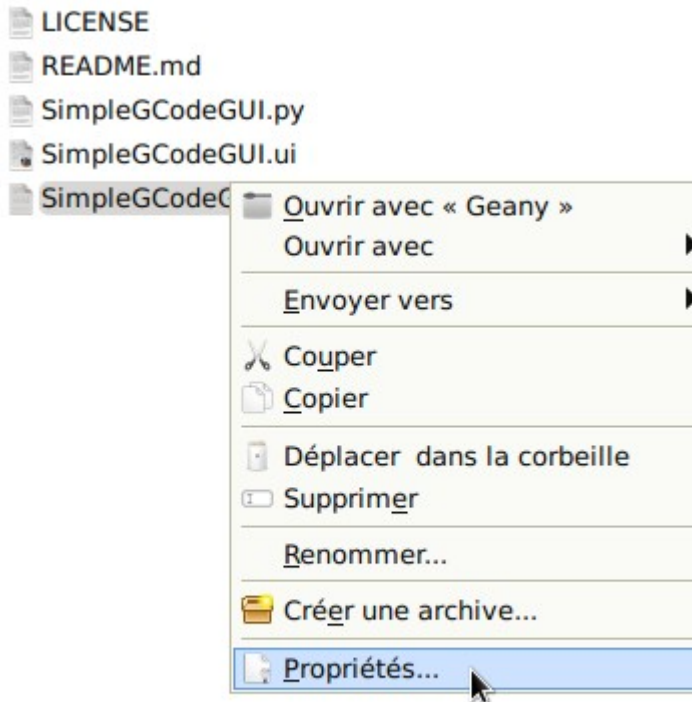 LICENSE
README.md
SimpleGCodeGUI.py
SimpleGCodeGUI.ui
Ouvrir avec « Geany »
Ouvrir avec
Envoyer vers
Couper
Copier
Déplacer dans la corbeille
Supprimer
Renommer...
Créer une archive...
Propriétés...